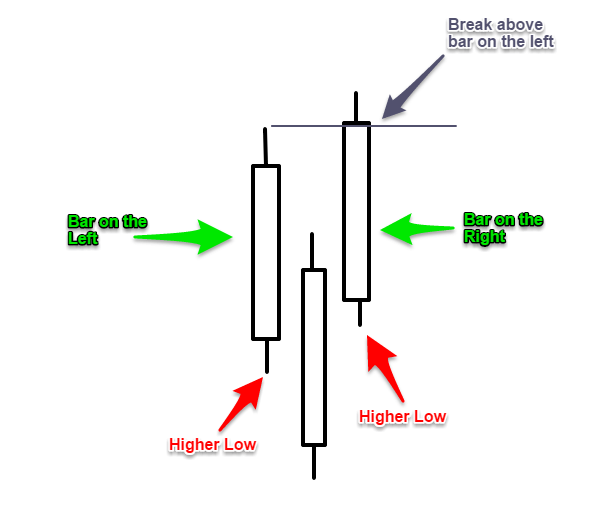 Break above
bar on the left
Bar on the
Left
Bar on the
Right
Higher Low
Higher Low